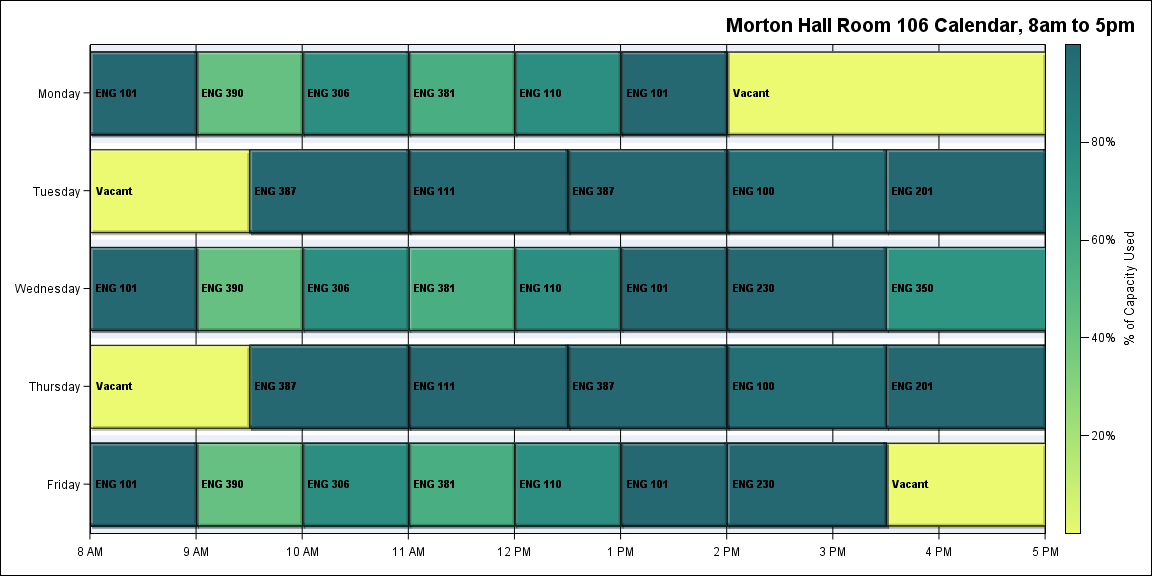 Morton Hall Room 106 Calendar, 8am to 5pm
Monday
ENG 101
ENG 390
ENG 306
ENG 381
ENG 110
ENG 101
Vacant
Tuesday
Vacant
ENG 387
ENG 111
ENG 387
ENG 100
ENG 201
Wednesday
ENG 101
ENG 390
ENG 306
ENG 381
ENG 110
ENG 101
ENG 230
ENG 350
Thursday
Vacant
ENG 387
ENG 111
ENG 387
ENG 100
ENG 201
Friday
ENG 101
ENG 390
ENG 306
ENG 381
ENG 110
ENG 101
ENG 230
Vacant
8 AM
9 AM
10 AM
11 AM
12 PM
1 PM
2 PM
3 PM
4 PM
5 PM
80%
60%
40%
20%
% of Capacity Used